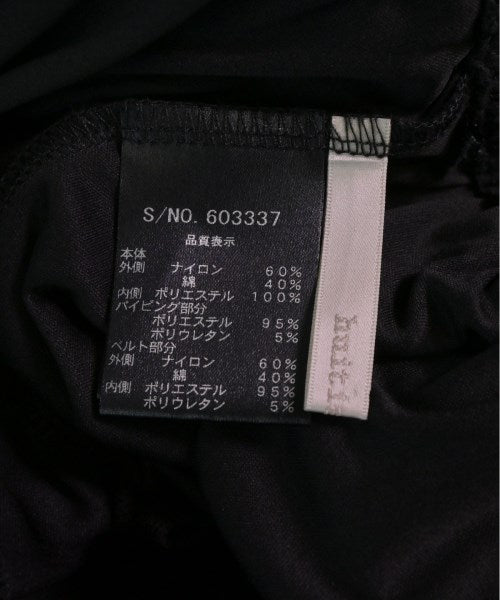 S/NO. 603337
品質表示
本体
外側 ナイロン 60%
綿 40%
内側 ポリエステル 100%
パイピング部分
ポリエステル 95%
ポリウレタン 5%
ベルト部分
外側 ナイロン 60%
綿 40%
内側 ポリエステル 95%
ポリウレタン 5%